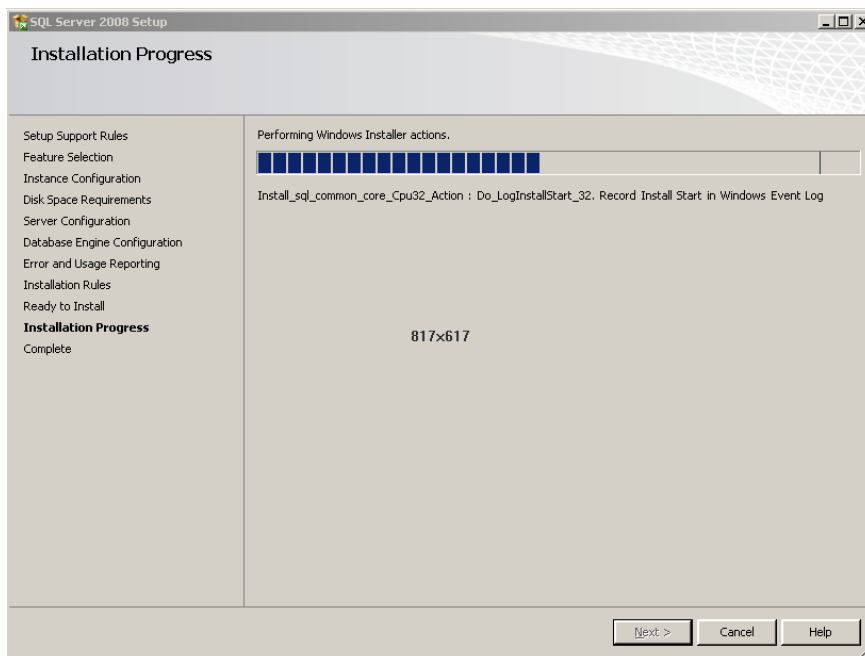 SQL Server 2008 Setup
Installation Progress
Setup Support Rules
Feature Selection
Instance Configuration
Disk Space Requirements
Server Configuration
Database Engine Configuration
Error and Usage Reporting
Installation Rules
Ready to Install
Installation Progress
Complete
Performing Windows Installer actions.
Install_sql_common_core_Cpu32_Action : Do_LogInstallStart_32. Record Install Start in Windows Event Log
817×617
Next >
Cancel
Help